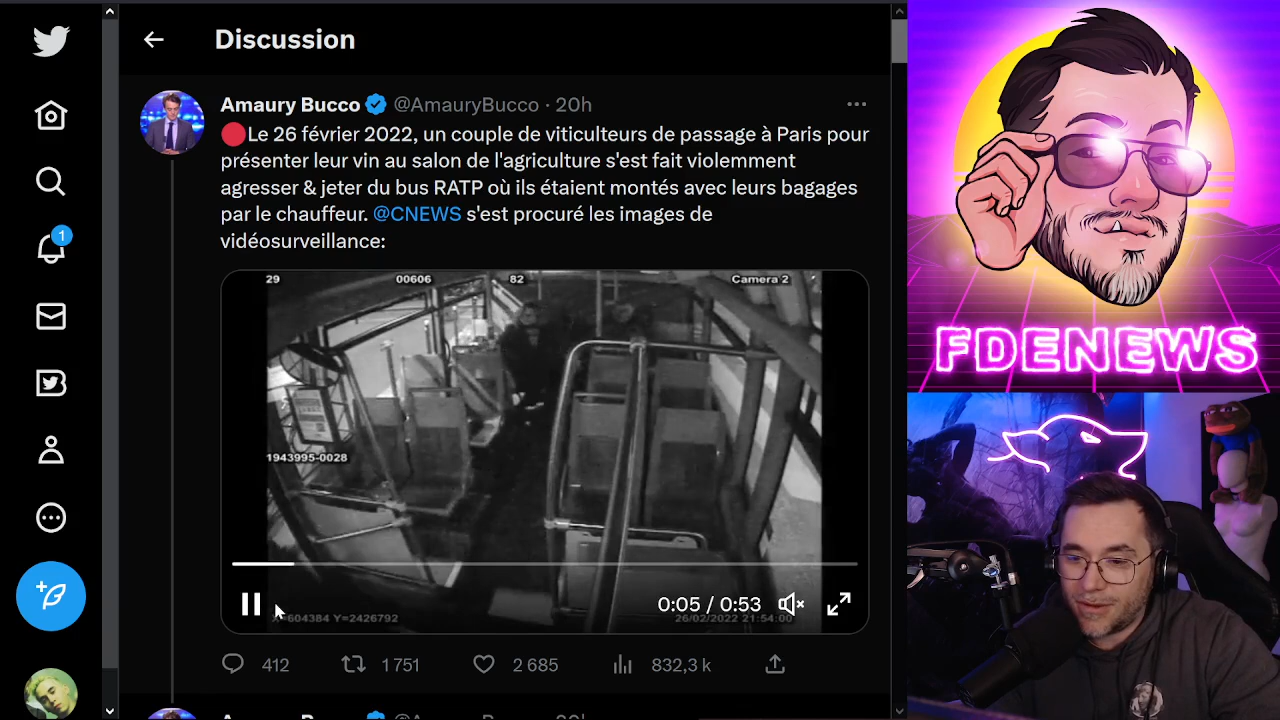 Discussion
Amaury Bucco @AmauryBucco · 20h
🔴Le 26 février 2022, un couple de viticulteurs de passage à Paris pour
présenter leur vin au salon de l'agriculture s'est fait violemment
agresser & jeter du bus RATP où ils étaient montés avec leurs bagages
par le chauffeur. @CNEWS s'est procuré les images de
vidéosurveillance:
29 00606 82 Camera 2
1943995-0028
0:05 / 0:53
X=604384 Y=2426792 26/02/2022 21:54:00
412 1 751 2 685 832,3 k
1
FDENEWS